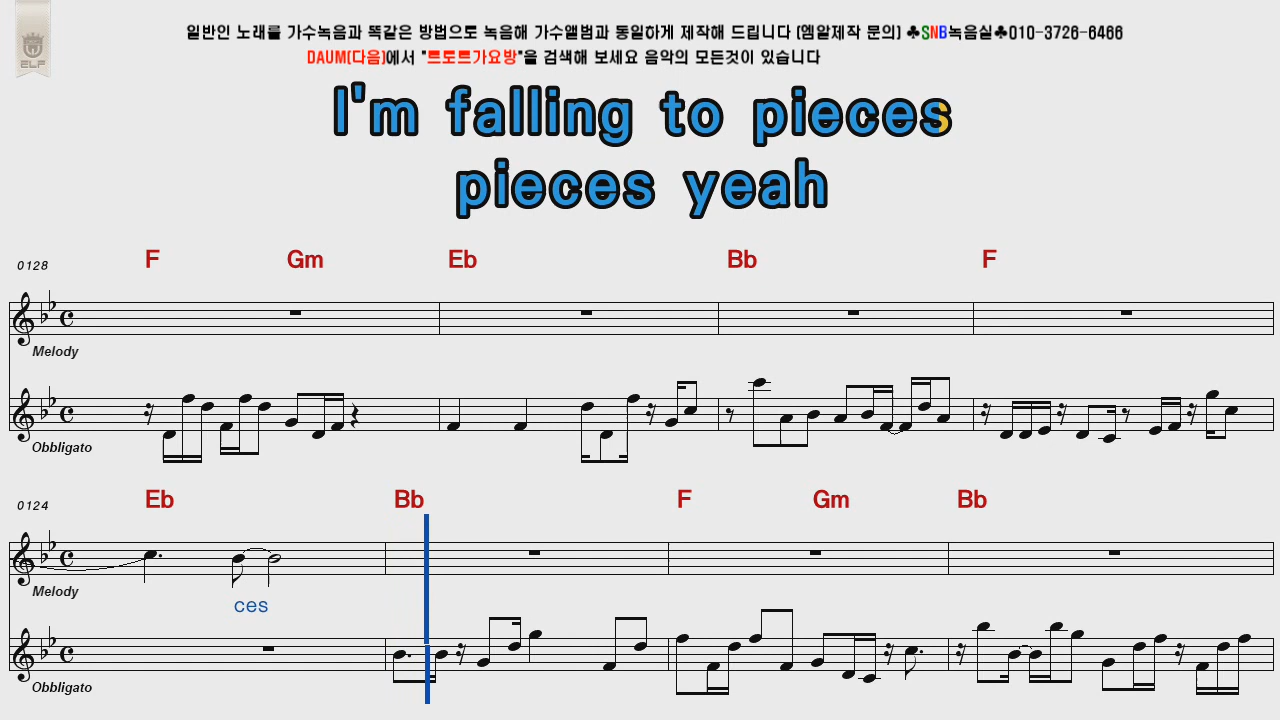 일반인 노래를 가수녹음과 똑같은 방법으로 녹음해 가수앨범과 동일하게 제작해 드립니다 (엠알제작 문의) ♣SNB녹음실♣010-3726-6466
DAUM(다음)에서 "트로트가요방"을 검색해 보세요 음악의 모든것이 있습니다
ELF
I'm falling to pieces
pieces yeah
0128 F Gm Eb Bb F
Melody
Obbligato
0124 Eb Bb F Gm Bb
Melody
ces
Obbligato